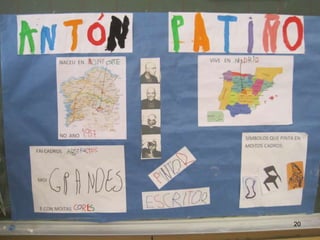 ANTÓN PATIÑO
NACEU EN MONFORTE
NO ANO 1957
VIVE EN MADRID
FAI CADROS ABSTRACTOS
MOI GRANDES
E CON MOITAS CORES
PINTOR
ESCRITOR
SÍMBOLOS QUE PINTA EN
MOITOS CADROS:
20